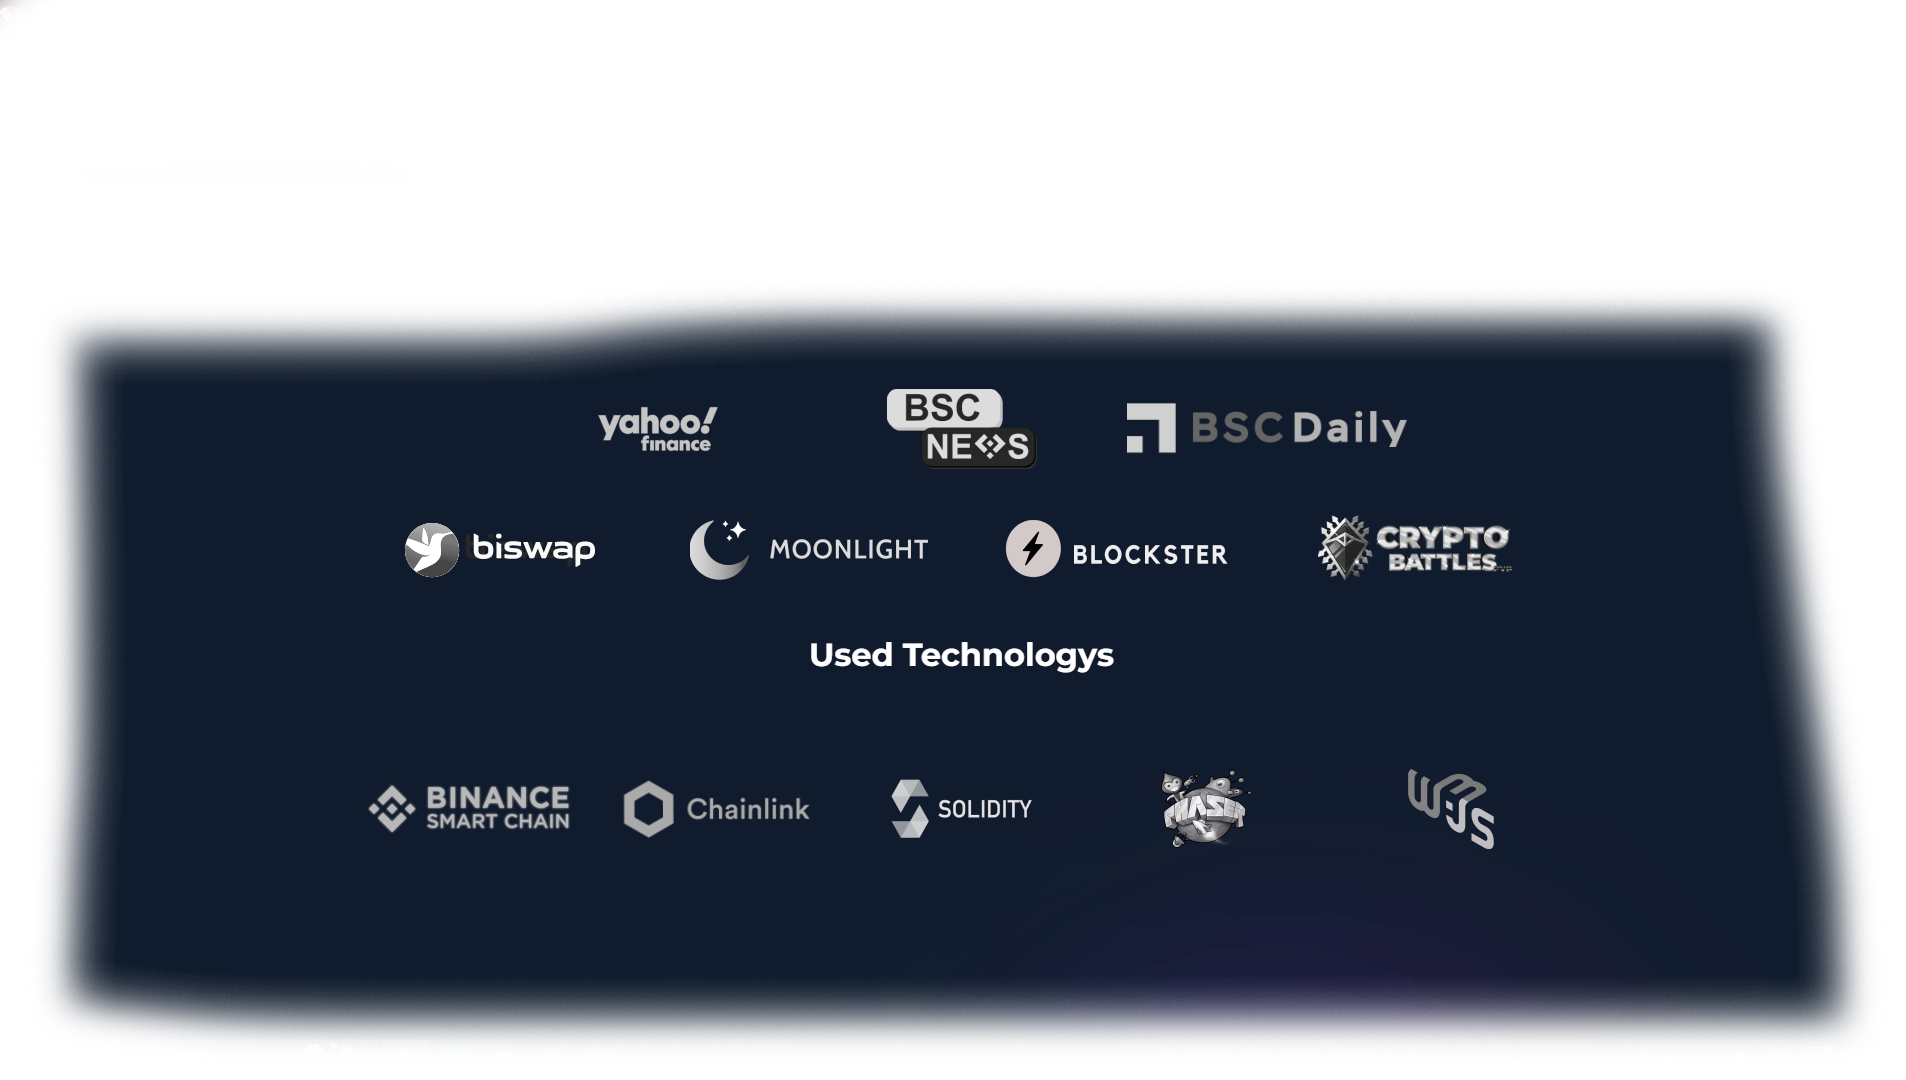 yahoo! finance
BSC NEWS
BSC Daily
biswap
MOONLIGHT
BLOCKSTER
CRYPTO BATTLES
Used Technologys
BINANCE SMART CHAIN
Chainlink
SOLIDITY
PHASER
W3JS